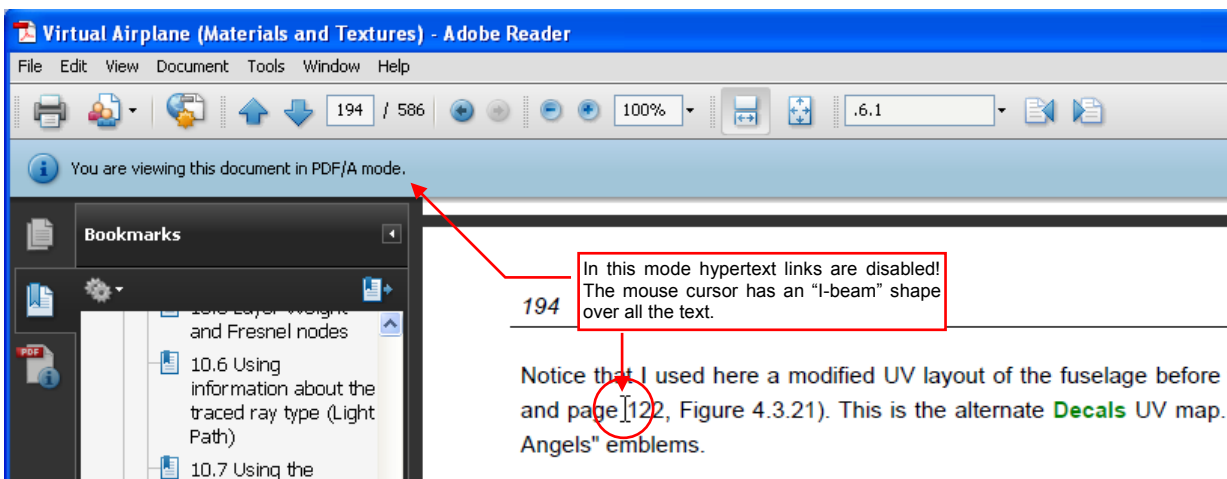 Virtual Airplane (Materials and Textures) - Adobe Reader
File Edit View Document Tools Window Help
194 / 586 100% .6.1
You are viewing this document in PDF/A mode.
Bookmarks
and Fresnel nodes
10.6 Using
information about the
traced ray type (Light
Path)
10.7 Using the
PDF
In this mode hypertext links are disabled!
The mouse cursor has an “I-beam” shape
over all the text.
194
Notice that I used here a modified UV layout of the fuselage before
and page 122, Figure 4.3.21). This is the alternate Decals UV map.
Angels" emblems.